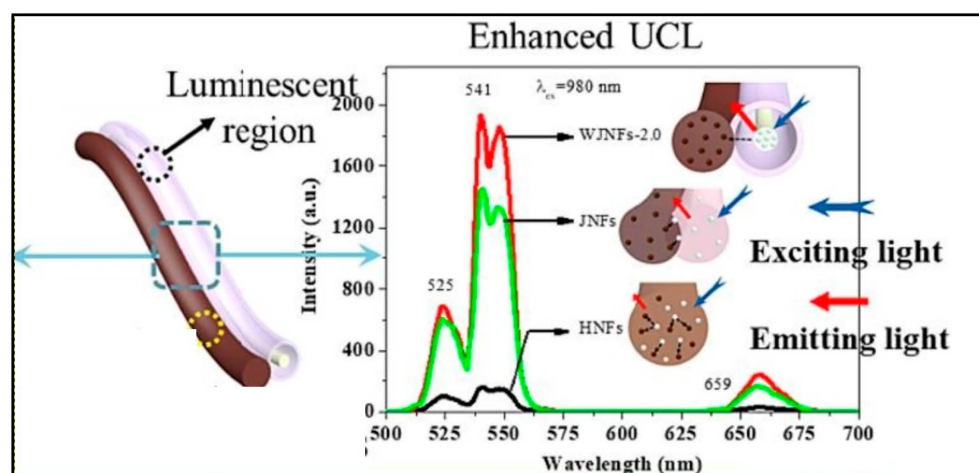 Enhanced UCL
Luminescent
region
541
λex=980 nm
WJNFs-2.0
JNFs
HNFs
525
659
Exciting light
Emitting light
Intensity (a.u.)
2000
1600
1200
800
400
0
500 525 550 575 600 625 650 675 700
Wavelength (nm)